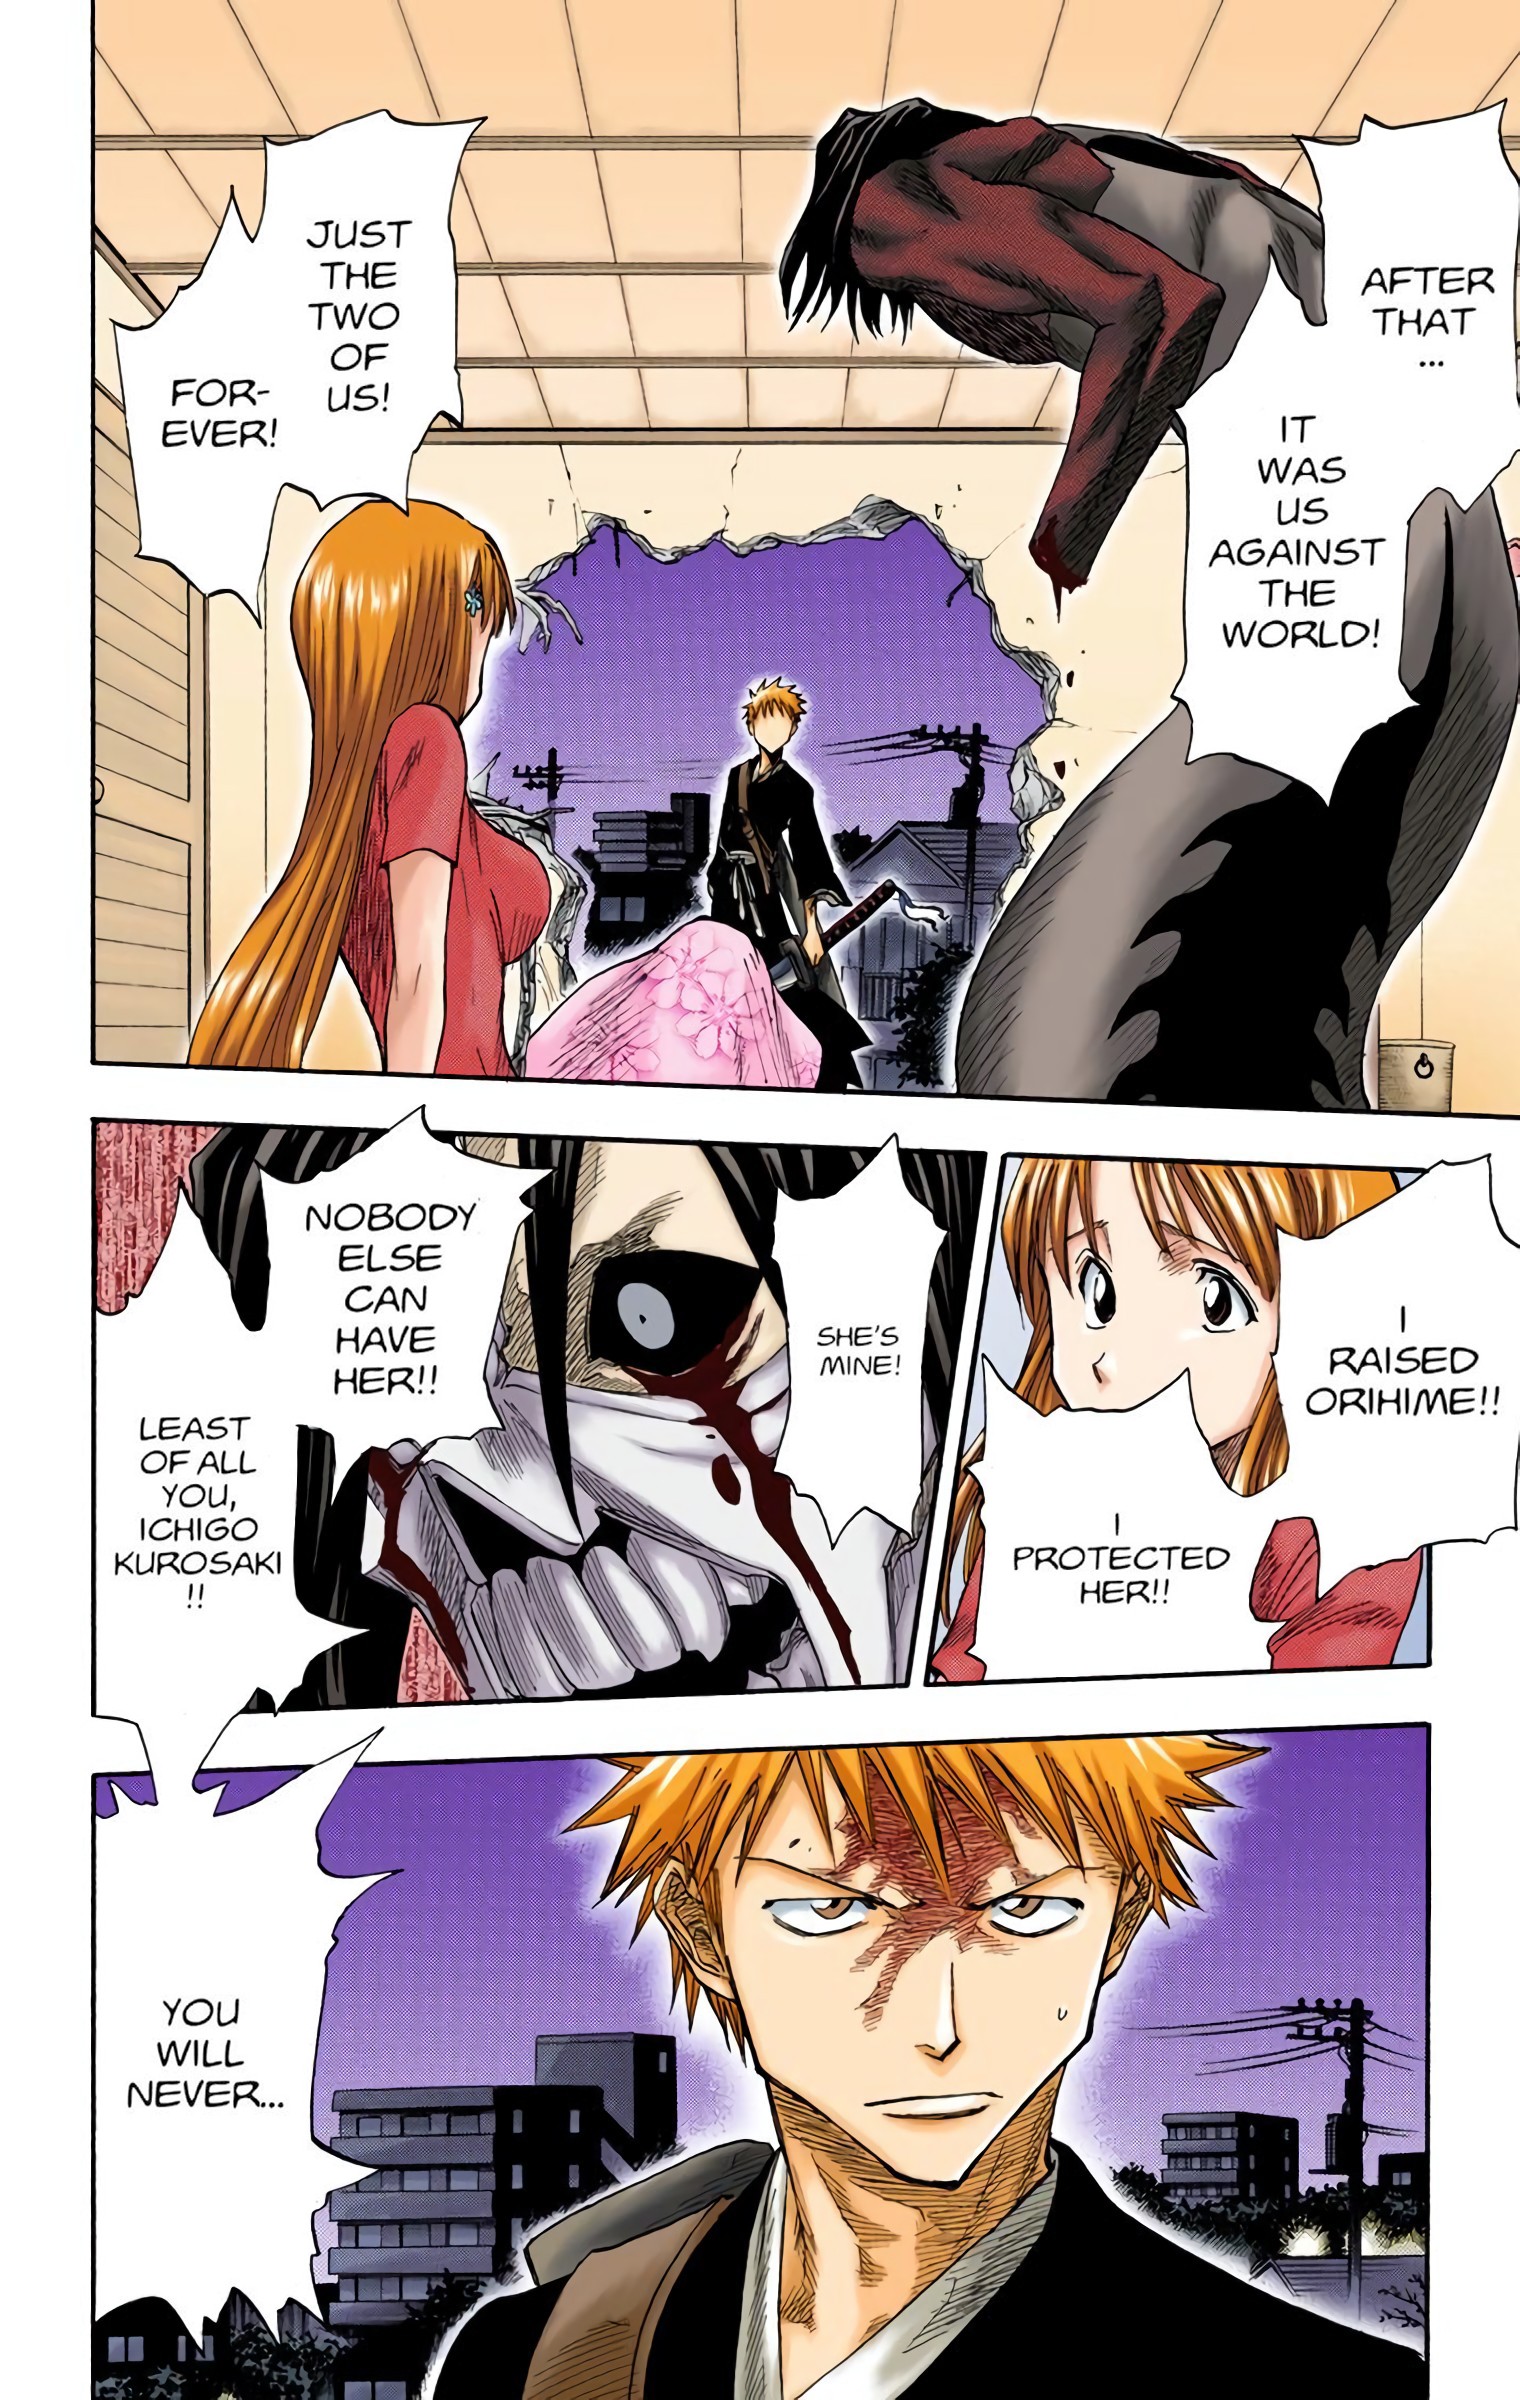 AFTER
THAT
...
IT
WAS
US
AGAINST
THE
WORLD!
JUST
THE
TWO
OF
US!
FOR-
EVER!
I
RAISED
ORIHIME!!
I
PROTECTED
HER!!
SHE'S
MINE!
NOBODY
ELSE
CAN
HAVE
HER!!
LEAST
OF ALL
YOU,
ICHIGO
KUROSAKI
!!
YOU
WILL
NEVER...